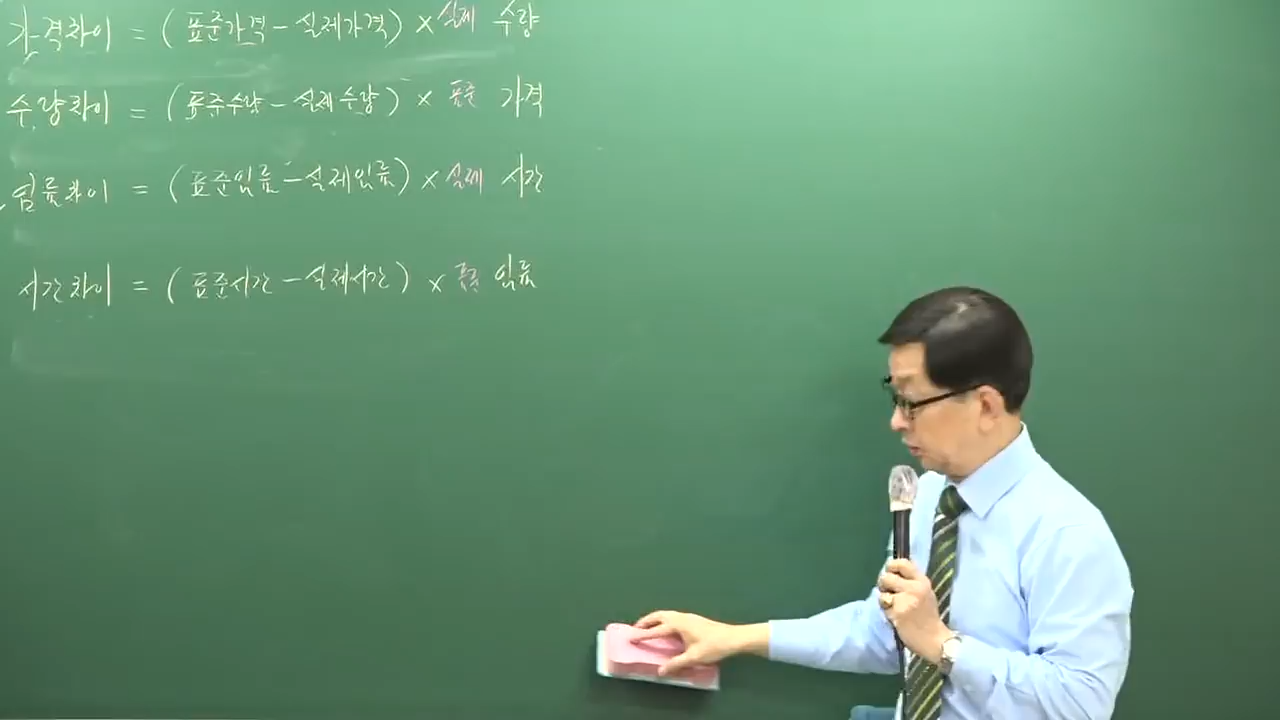 가격차이 = (표준가격 - 실제가격) × 실제 수량
수량차이 = (표준수량 - 실제수량) × 표준 가격
임률차이 = (표준임률 - 실제임률) × 실제 시간
시간차이 = (표준시간 - 실제시간) × 표준 임률